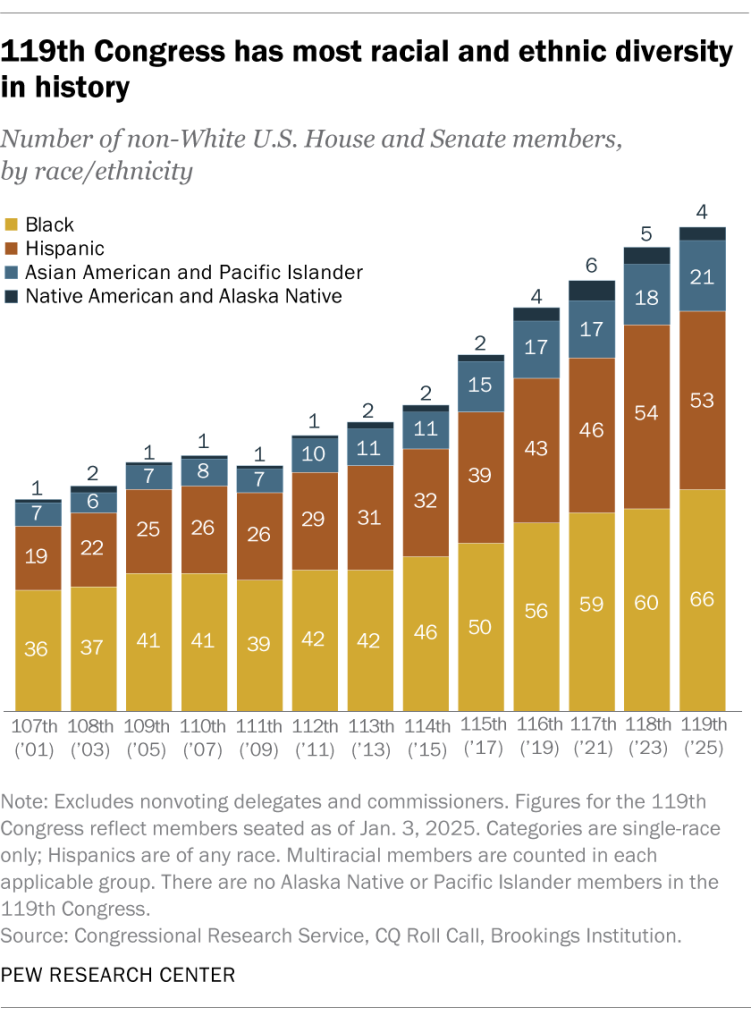 119th Congress has most racial and ethnic diversity
in history
Number of non-White U.S. House and Senate members,
by race/ethnicity
Black
Hispanic
Asian American and Pacific Islander
Native American and Alaska Native
1 2 1 1 1 1 2 2 2 4 6 5 4
7 6 7 8 7 10 11 11 15 17 17 18 21
19 22 25 26 26 29 31 32 39 43 46 54 53
36 37 41 41 39 42 42 46 50 56 59 60 66
107th 108th 109th 110th 111th 112th 113th 114th 115th 116th 117th 118th 119th
(’01) (’03) (’05) (’07) (’09) (’11) (’13) (’15) (’17) (’19) (’21) (’23) (’25)
Note: Excludes nonvoting delegates and commissioners. Figures for the 119th
Congress reflect members seated as of Jan. 3, 2025. Categories are single-race
only; Hispanics are of any race. Multiracial members are counted in each
applicable group. There are no Alaska Native or Pacific Islander members in the
119th Congress.
Source: Congressional Research Service, CQ Roll Call, Brookings Institution.
PEW RESEARCH CENTER